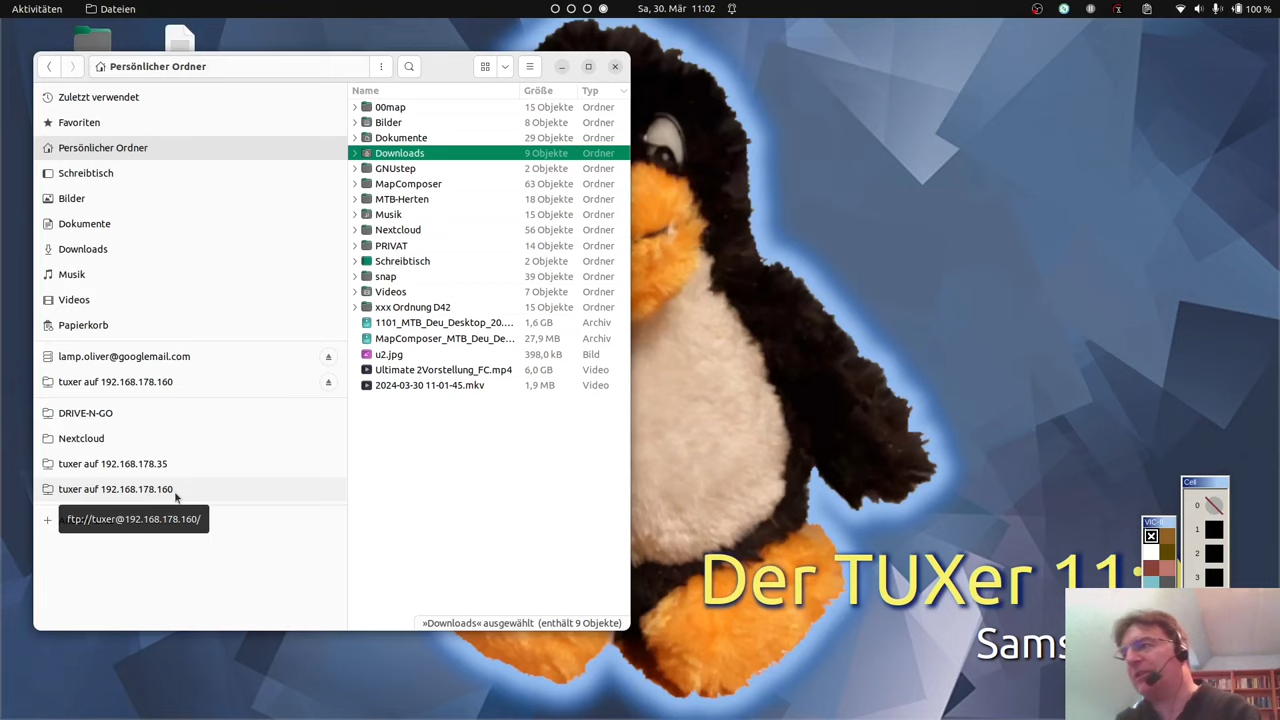 Aktivitäten
Dateien
Sa, 30. Mär 11:02
100 %
Persönlicher Ordner
Zuletzt verwendet
Favoriten
Persönlicher Ordner
Schreibtisch
Bilder
Dokumente
Downloads
Musik
Videos
Papierkorb
lamp.oliver@googlemail.com
tuxer auf 192.168.178.160
DRIVE-N-GO
Nextcloud
tuxer auf 192.168.178.35
tuxer auf 192.168.178.160
ftp://tuxer@192.168.178.160/
Name Größe Typ
00map 15 Objekte Ordner
Bilder 8 Objekte Ordner
Dokumente 29 Objekte Ordner
Downloads 9 Objekte Ordner
GNUstep 2 Objekte Ordner
MapComposer 63 Objekte Ordner
MTB-Herten 18 Objekte Ordner
Musik 15 Objekte Ordner
Nextcloud 56 Objekte Ordner
PRIVAT 14 Objekte Ordner
Schreibtisch 2 Objekte Ordner
snap 39 Objekte Ordner
Videos 7 Objekte Ordner
xxx Ordnung D42 15 Objekte Ordner
1101_MTB_Deu_Desktop_20.… 1,6 GB Archiv
MapComposer_MTB_Deu_De… 27,9 MB Archiv
u2.jpg 398,0 kB Bild
Ultimate 2Vorstellung_FC.mp4 6,0 GB Video
2024-03-30 11-01-45.mkv 1,9 MB Video
»Downloads« ausgewählt (enthält 9 Objekte)
Cell
0
1
2
3
Der TUXer 11:
Sams